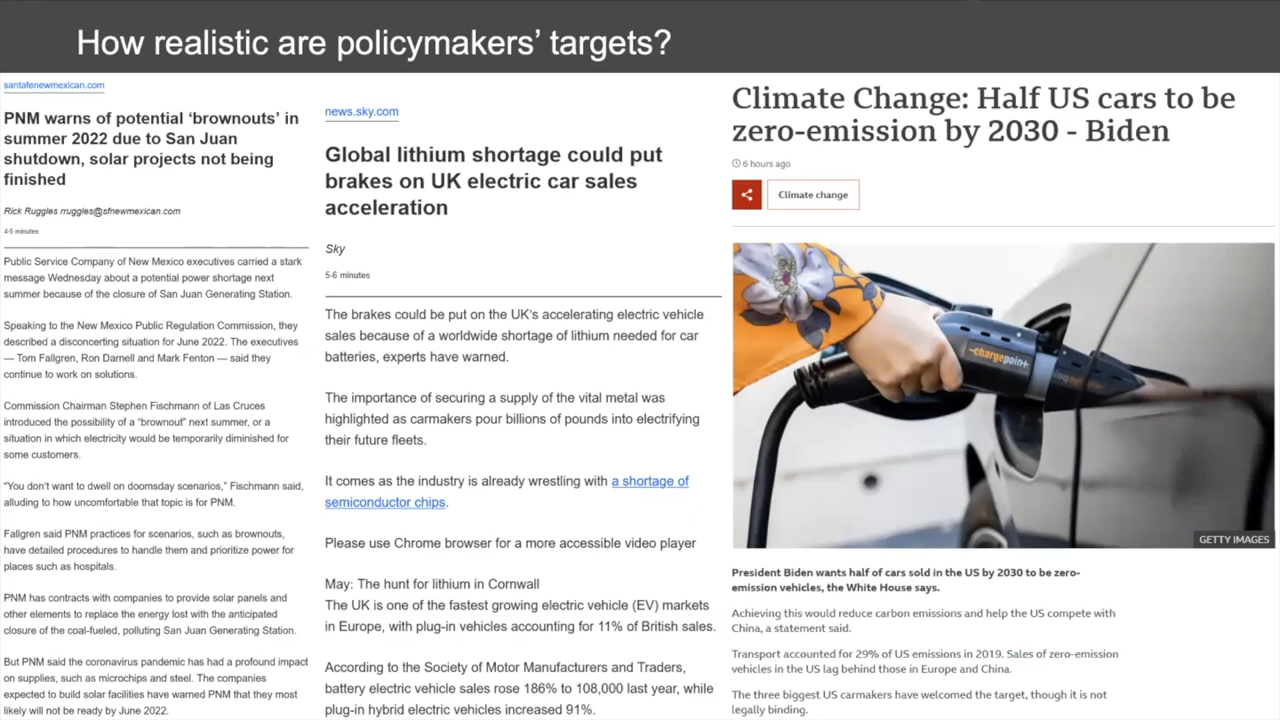 How realistic are policymakers’ targets?
santafenewmexican.com
PNM warns of potential ‘brownouts’ in
summer 2022 due to San Juan
shutdown, solar projects not being
finished
Rick Ruggles rruggles@sfnewmexican.com
4-5 minutes
Public Service Company of New Mexico executives carried a stark
message Wednesday about a potential power shortage next
summer because of the closure of San Juan Generating Station.
Speaking to the New Mexico Public Regulation Commission, they
described a disconcerting situation for June 2022. The executives
— Tom Fallgren, Ron Darnell and Mark Fenton — said they
continue to work on solutions.
Commission Chairman Stephen Fischmann of Las Cruces
introduced the possibility of a “brownout” next summer, or a
situation in which electricity would be temporarily diminished for
some customers.
“You don’t want to dwell on doomsday scenarios,” Fischmann said,
alluding to how uncomfortable that topic is for PNM.
Fallgren said PNM practices for scenarios, such as brownouts,
have detailed procedures to handle them and prioritize power for
places such as hospitals.
PNM has contracts with companies to provide solar panels and
other elements to replace the energy lost with the anticipated
closure of the coal-fueled, polluting San Juan Generating Station.
But PNM said the coronavirus pandemic has had a profound impact
on supplies, such as microchips and steel. The companies
expected to build solar facilities have warned PNM that they most
likely will not be ready by June 2022.
news.sky.com
Global lithium shortage could put
brakes on UK electric car sales
acceleration
Sky
5-6 minutes
The brakes could be put on the UK's accelerating electric vehicle
sales because of a worldwide shortage of lithium needed for car
batteries, experts have warned.
The importance of securing a supply of the vital metal was
highlighted as carmakers pour billions of pounds into electrifying
their future fleets.
It comes as the industry is already wrestling with a shortage of
semiconductor chips.
Please use Chrome browser for a more accessible video player
May: The hunt for lithium in Cornwall
The UK is one of the fastest growing electric vehicle (EV) markets
in Europe, with plug-in vehicles accounting for 11% of British sales.
According to the Society of Motor Manufacturers and Traders,
battery electric vehicle sales rose 186% to 108,000 last year, while
plug-in hybrid electric vehicles increased 91%.
Climate Change: Half US cars to be
zero-emission by 2030 - Biden
6 hours ago
Climate change
-chargepoin+
GETTY IMAGES
President Biden wants half of cars sold in the US by 2030 to be zero-
emission vehicles, the White House says.
Achieving this would reduce carbon emissions and help the US compete with
China, a statement said.
Transport accounted for 29% of US emissions in 2019. Sales of zero-emission
vehicles in the US lag behind those in Europe and China.
The three biggest US carmakers have welcomed the target, though it is not
legally binding.